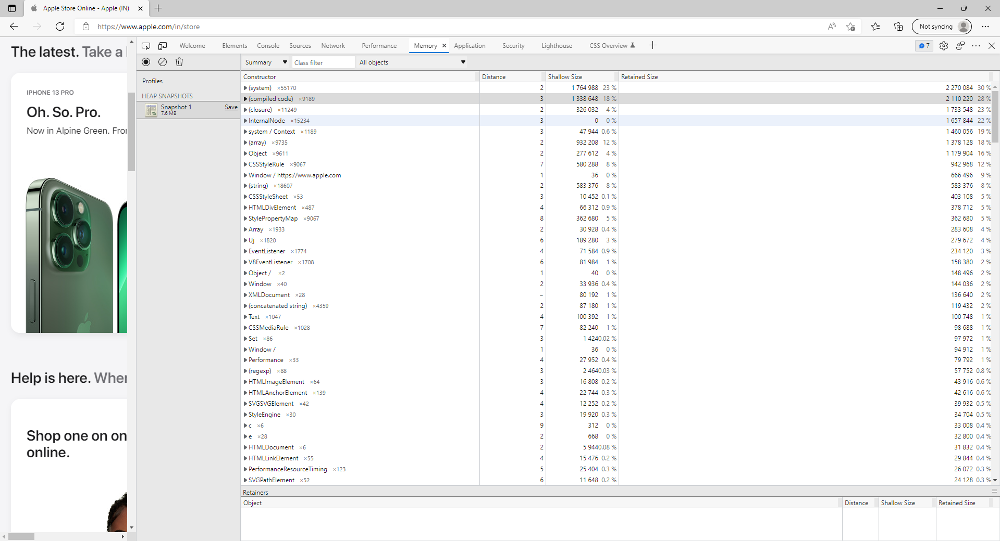 Apple Store Online - Apple (IN)
https://www.apple.com/in/store
Not syncing
The latest. Take a l
IPHONE 13 PRO
Oh. So. Pro.
Now in Alpine Green. Fror
Help is here. Wher
Shop one on on
online.
Welcome Elements Console Sources Network Performance Memory Application Security Lighthouse CSS Overview 7
Summary Class filter All objects
Profiles
HEAP SNAPSHOTS
Snapshot 1 Save
7.6 MB
Constructor Distance Shallow Size Retained Size
(system) ×55170 2 1 764 988 23 % 2 270 084 30 %
(compiled code) ×9189 3 1 338 648 18 % 2 110 220 28 %
(closure) ×11249 2 326 032 4 % 1 733 548 23 %
InternalNode ×15234 3 0 0 % 1 657 844 22 %
system / Context ×1189 3 47 944 0.6 % 1 460 056 19 %
(array) ×9735 2 932 208 12 % 1 378 128 18 %
Object ×9611 2 277 612 4 % 1 179 904 16 %
CSSStyleRule ×9067 7 580 288 8 % 942 968 12 %
Window / https://www.apple.com 1 36 0 % 666 496 9 %
(string) ×18607 2 583 376 8 % 583 376 8 %
CSSStyleSheet ×53 3 10 452 0.1 % 403 108 5 %
HTMLDivElement ×487 4 66 312 0.9 % 378 712 5 %
StylePropertyMap ×9067 8 362 680 5 % 362 680 5 %
Array ×1933 2 30 928 0.4 % 283 608 4 %
Uj ×1820 6 189 280 3 % 279 672 4 %
EventListener ×1774 4 71 584 0.9 % 234 120 3 %
V8EventListener ×1708 6 81 984 1 % 158 380 2 %
Object / ×2 1 40 0 % 148 496 2 %
Window ×40 2 33 936 0.4 % 144 036 2 %
XMLDocument ×28 – 80 192 1 % 136 640 2 %
(concatenated string) ×4359 2 87 180 1 % 119 432 2 %
Text ×1047 4 100 392 1 % 100 748 1 %
CSSMediaRule ×1028 7 82 240 1 % 98 688 1 %
Set ×86 3 1 424 0.02 % 97 972 1 %
Window / 1 36 0 % 94 912 1 %
Performance ×33 4 27 952 0.4 % 79 792 1 %
(regexp) ×88 3 2 464 0.03 % 57 752 0.8 %
HTMLImageElement ×64 3 16 808 0.2 % 43 916 0.6 %
HTMLAnchorElement ×139 4 22 744 0.3 % 42 616 0.6 %
SVGSVGElement ×42 4 12 252 0.2 % 39 932 0.5 %
StyleEngine ×30 3 19 920 0.3 % 34 704 0.5 %
c ×6 9 312 0 % 33 008 0.4 %
e ×28 2 668 0 % 32 800 0.4 %
HTMLDocument ×6 2 5 944 0.08 % 31 832 0.4 %
HTMLLinkElement ×55 4 15 476 0.2 % 29 844 0.4 %
PerformanceResourceTiming ×123 5 25 404 0.3 % 26 072 0.3 %
SVGPathElement ×52 6 11 648 0.2 % 24 128 0.3 %
Retainers
Object Distance Shallow Size Retained Size